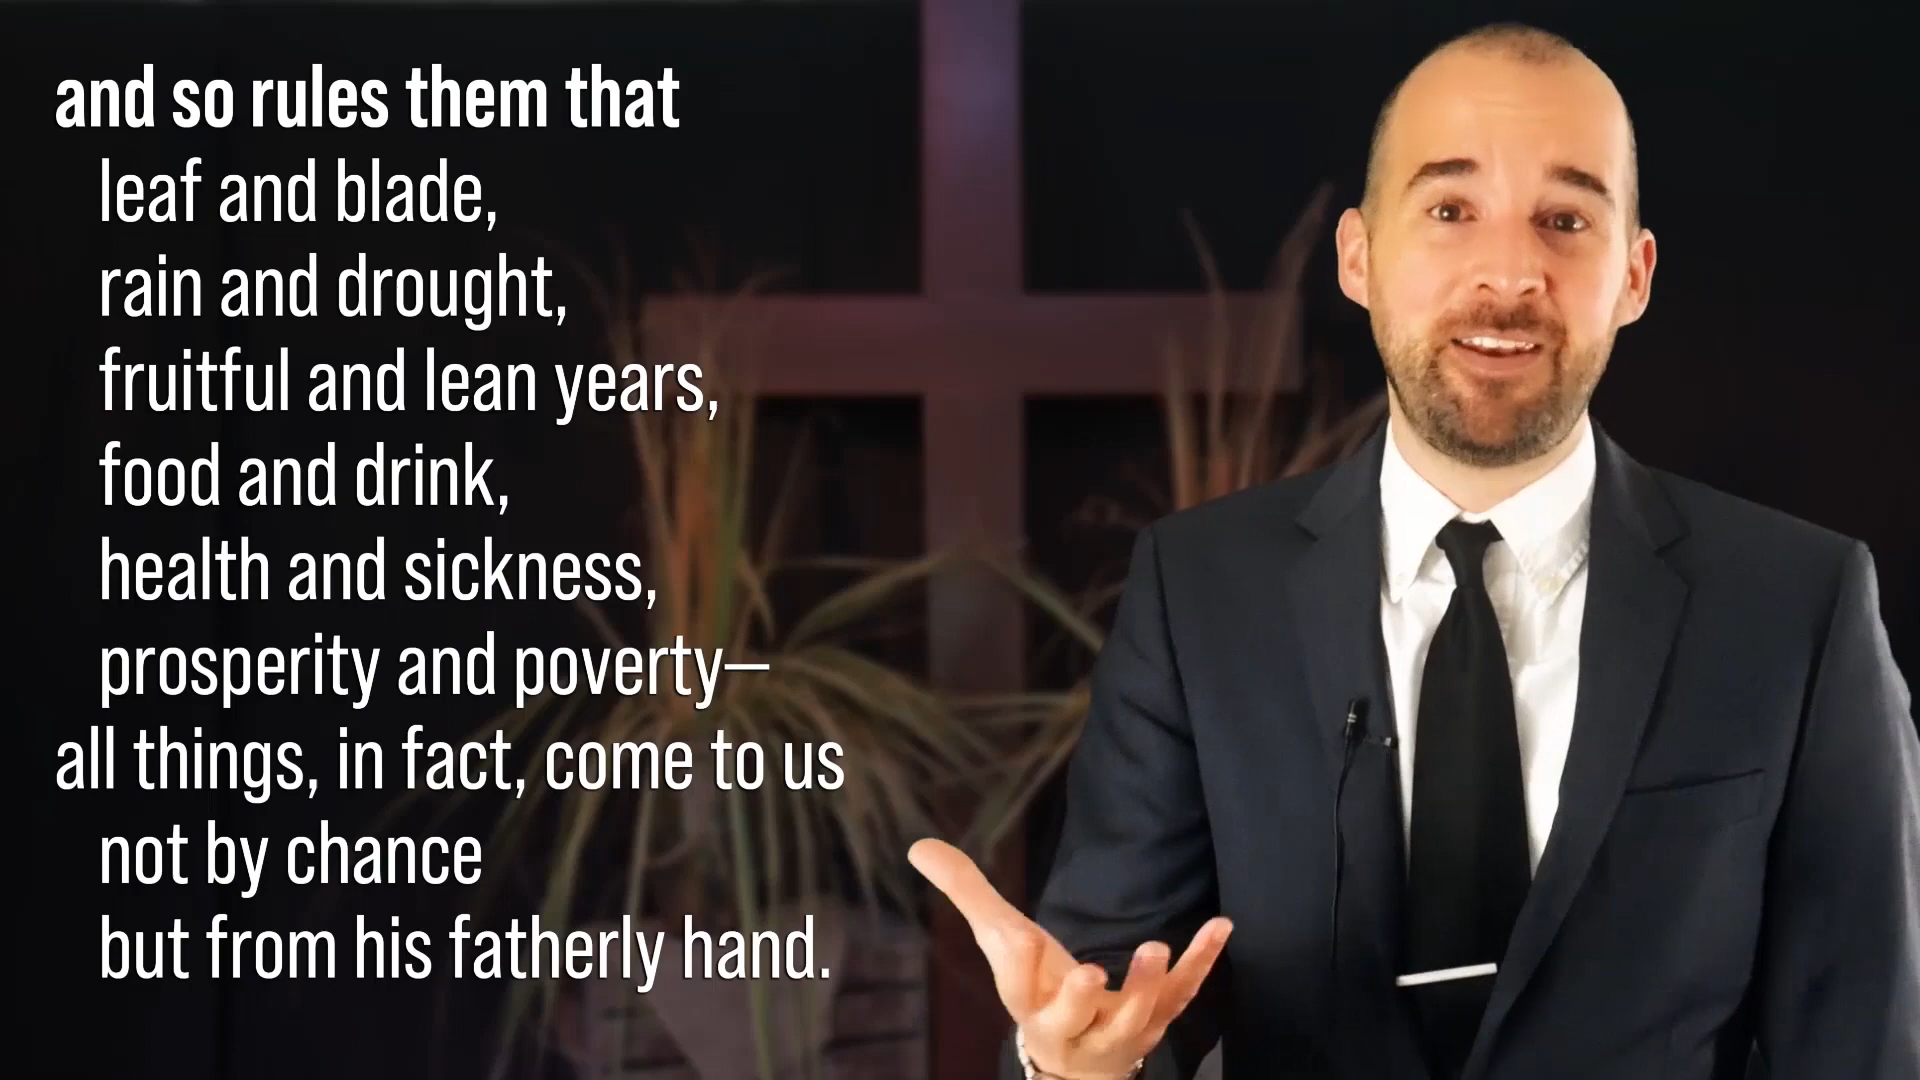 and so rules them that
leaf and blade,
rain and drought,
fruitful and lean years,
food and drink,
health and sickness,
prosperity and poverty—
all things, in fact, come to us
not by chance
but from his fatherly hand.